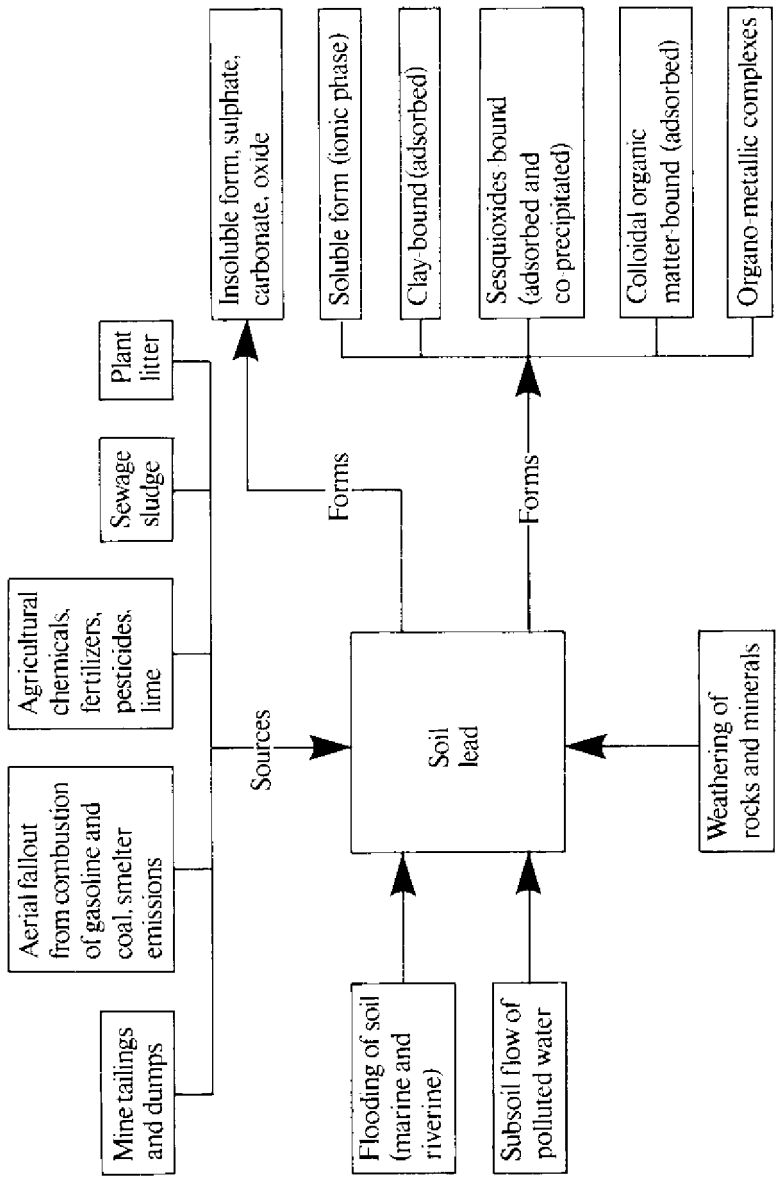 Mine tailings
and dumps
Aerial fallout
from combustion
of gasoline and
coal, smelter
emissions
Agricultural
chemicals,
fertilizers,
pesticides,
lime
Sewage
sludge
Plant
litter
Sources
Flooding of soil
(marine and
riverine)
Subsoil flow of
polluted water
Soil
lead
Weathering of
rocks and minerals
Forms
Forms
Insoluble form, sulphate,
carbonate, oxide
Soluble form (ionic phase)
Clay-bound (adsorbed)
Sesquioxides-bound
(adsorbed and
co-precipitated)
Colloidal organic
matter-bound (adsorbed)
Organo-metallic complexes